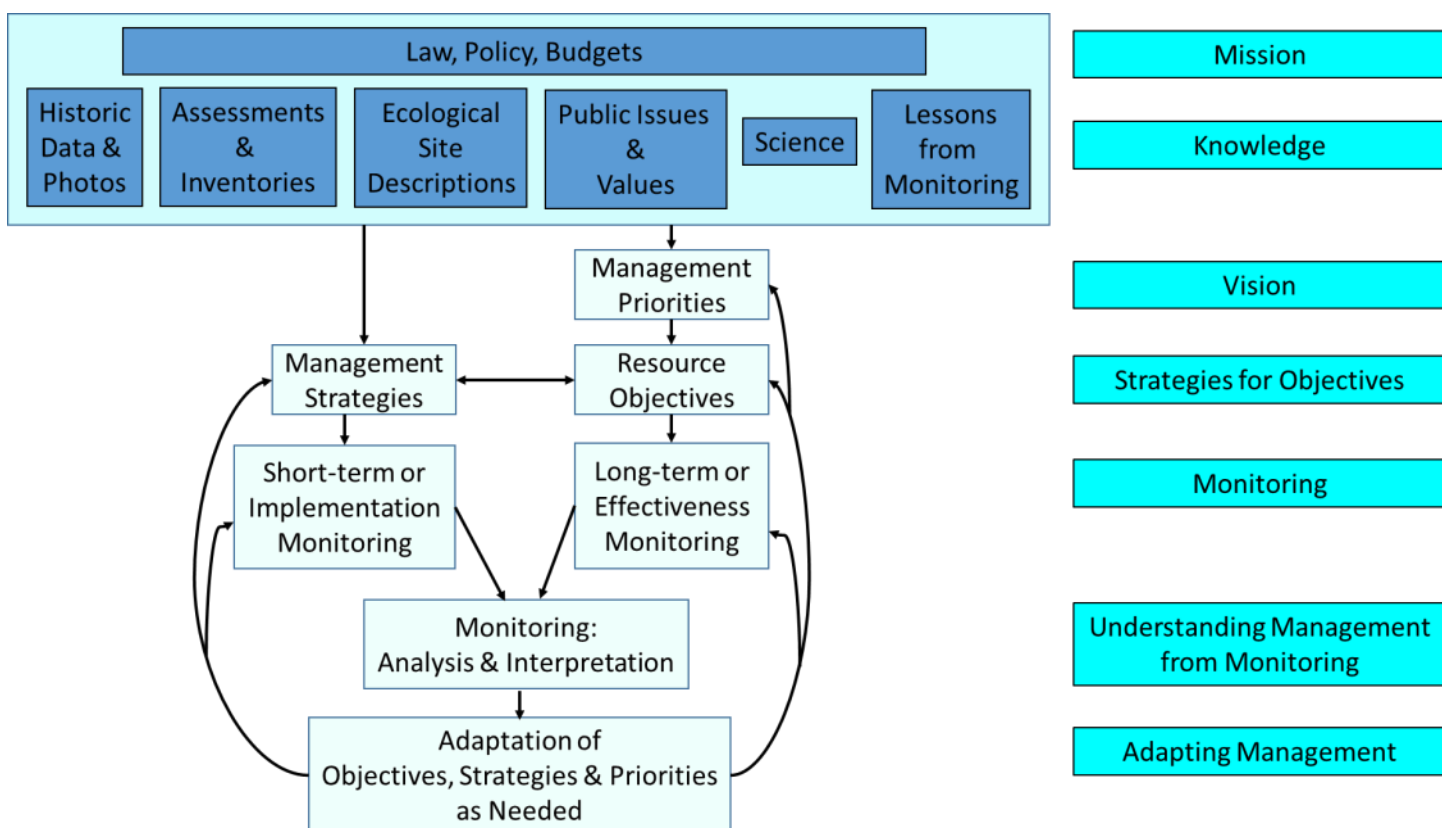 Law, Policy, Budgets
Mission
Historic
Data &
Photos
Assessments
&
Inventories
Ecological
Site
Descriptions
Public Issues
&
Values
Science
Lessons
from
Monitoring
Knowledge
Management
Priorities
Vision
Management
Strategies
Resource
Objectives
Strategies for Objectives
Short-term or
Implementation
Monitoring
Long-term or
Effectiveness
Monitoring
Monitoring
Monitoring:
Analysis & Interpretation
Understanding Management
from Monitoring
Adaptation of
Objectives, Strategies & Priorities
as Needed
Adapting Management